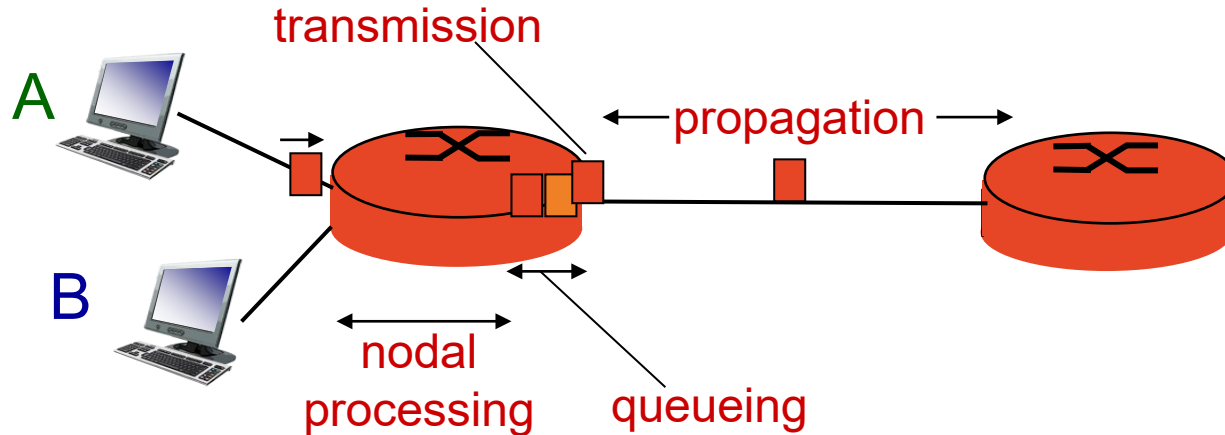 transmission
A
propagation
B
nodal
processing
queueing